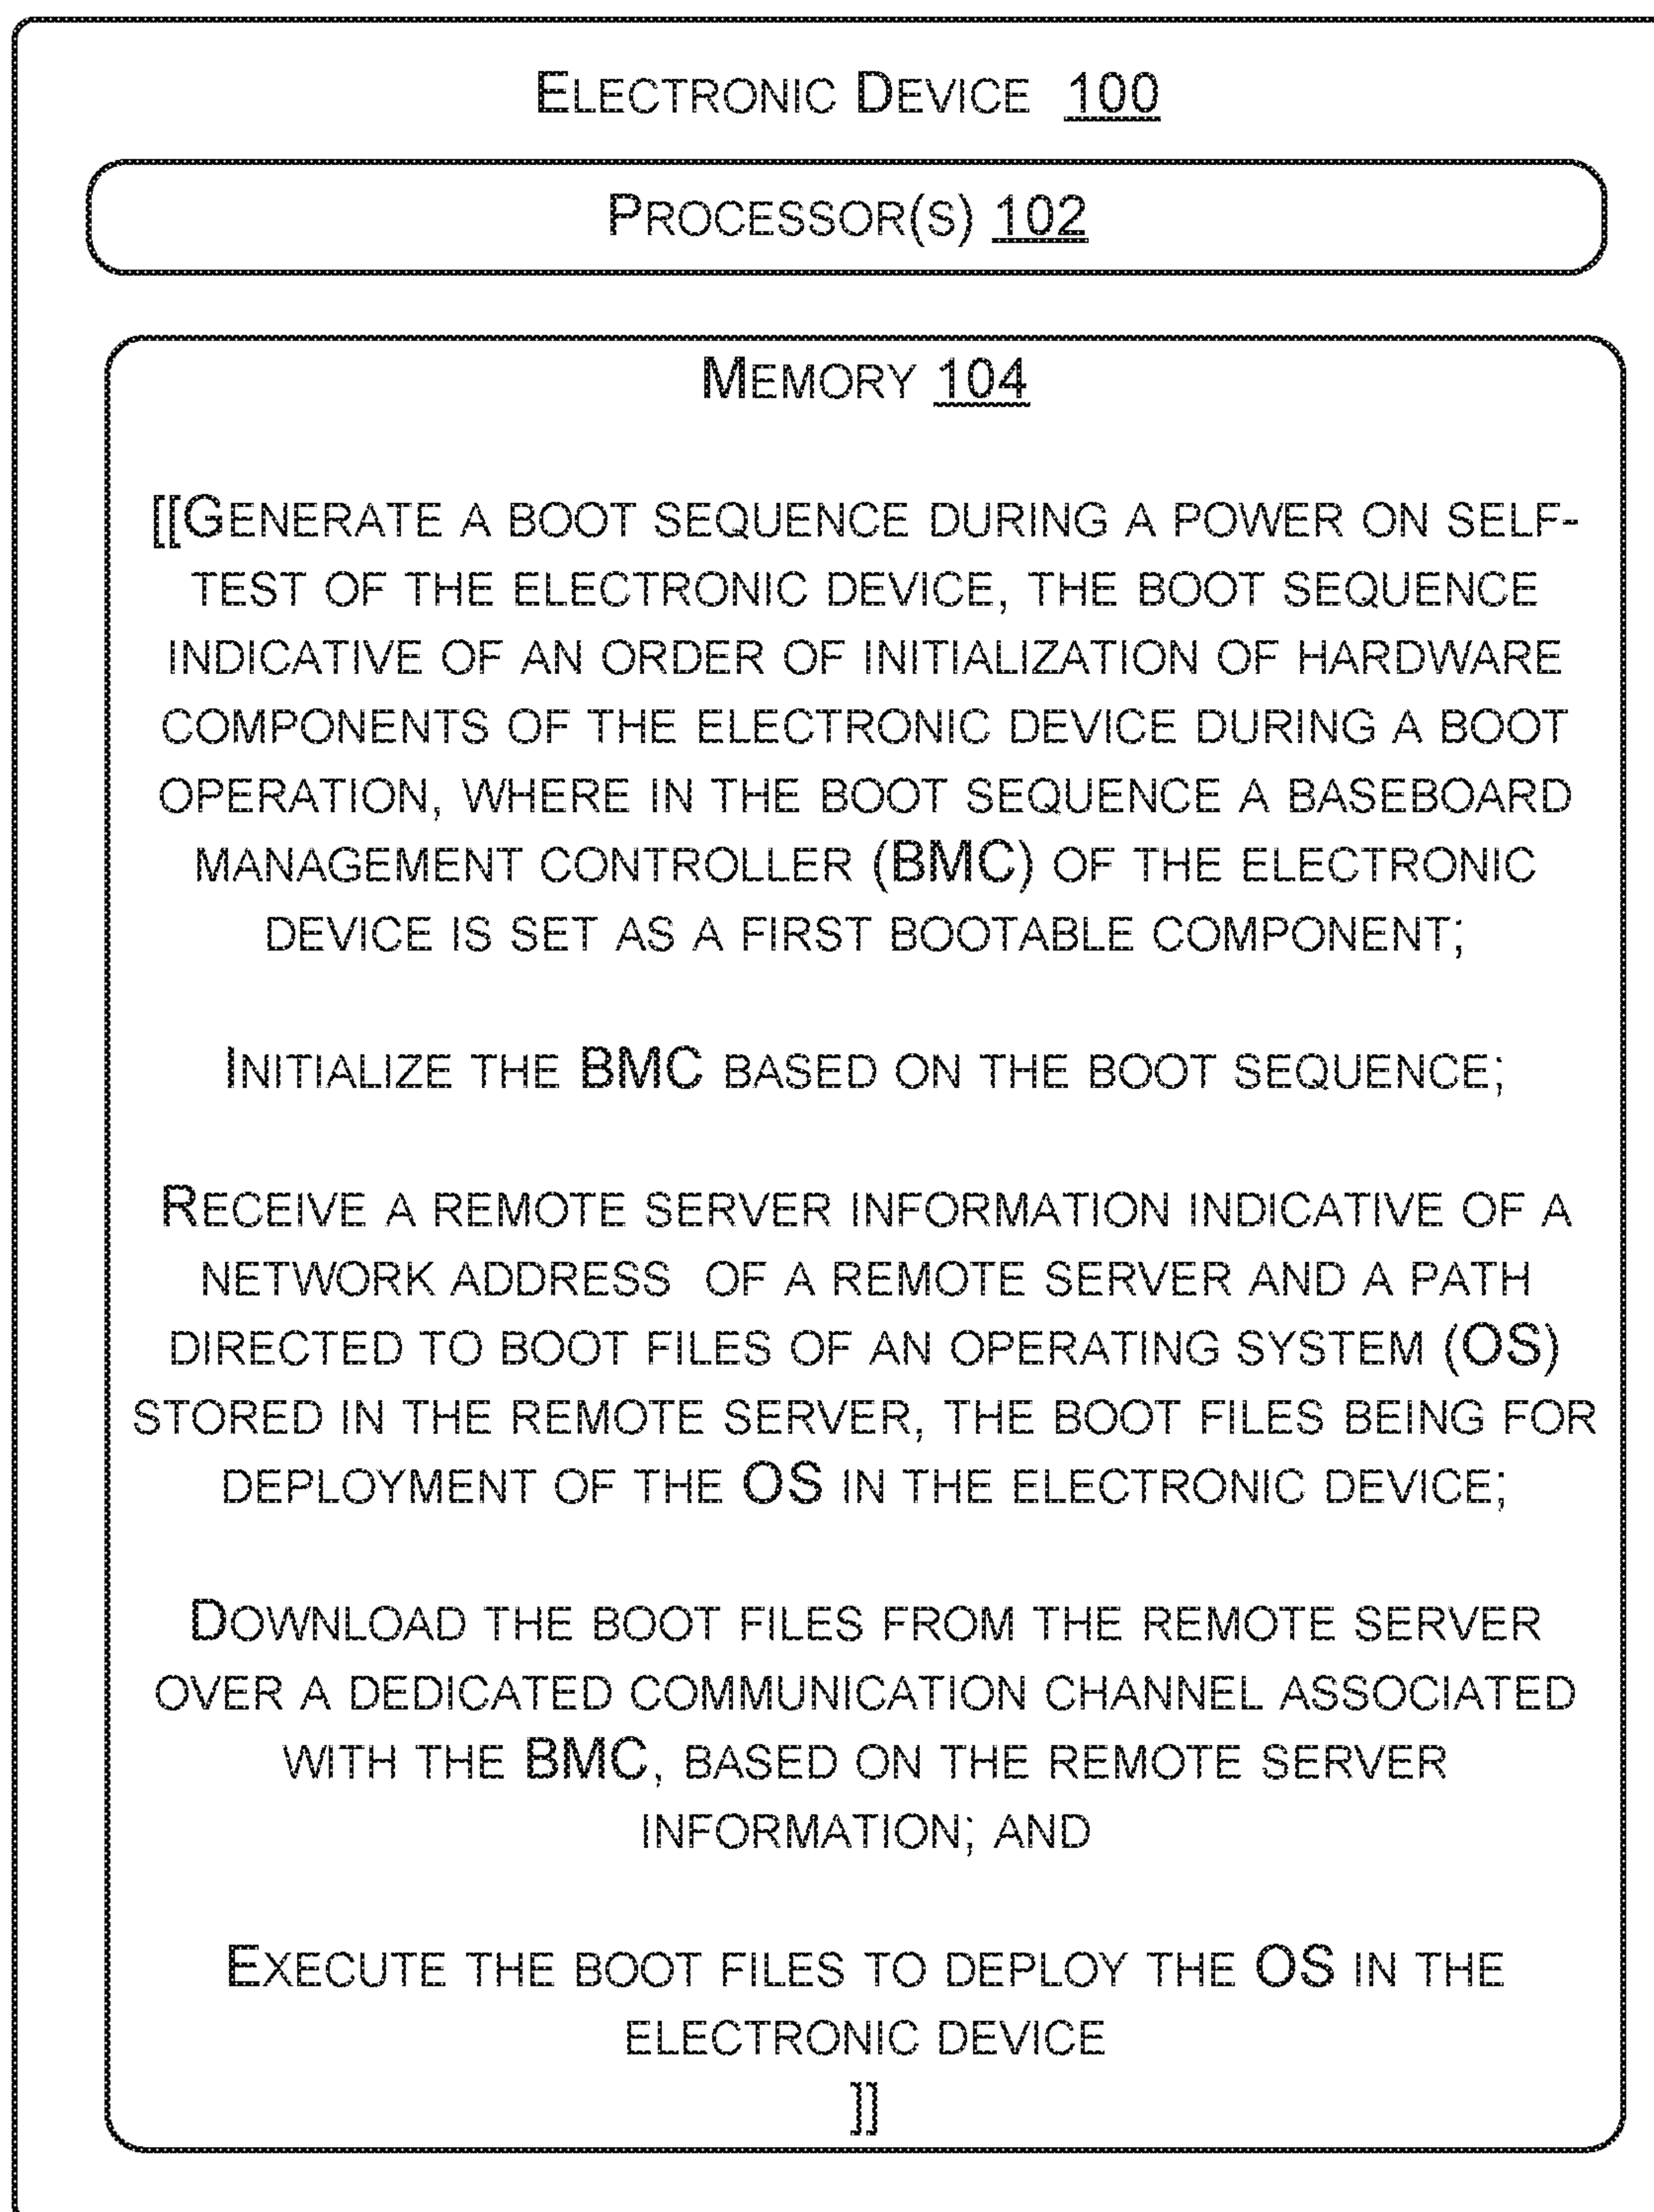 ELECTRONIC DEVICE 100
PROCESSOR(S) 102
MEMORY 104
[[GENERATE A BOOT SEQUENCE DURING A POWER ON SELF-
TEST OF THE ELECTRONIC DEVICE, THE BOOT SEQUENCE
INDICATIVE OF AN ORDER OF INITIALIZATION OF HARDWARE
COMPONENTS OF THE ELECTRONIC DEVICE DURING A BOOT
OPERATION, WHERE IN THE BOOT SEQUENCE A BASEBOARD
MANAGEMENT CONTROLLER (BMC) OF THE ELECTRONIC
DEVICE IS SET AS A FIRST BOOTABLE COMPONENT;
INITIALIZE THE BMC BASED ON THE BOOT SEQUENCE;
RECEIVE A REMOTE SERVER INFORMATION INDICATIVE OF A
NETWORK ADDRESS OF A REMOTE SERVER AND A PATH
DIRECTED TO BOOT FILES OF AN OPERATING SYSTEM (OS)
STORED IN THE REMOTE SERVER, THE BOOT FILES BEING FOR
DEPLOYMENT OF THE OS IN THE ELECTRONIC DEVICE;
DOWNLOAD THE BOOT FILES FROM THE REMOTE SERVER
OVER A DEDICATED COMMUNICATION CHANNEL ASSOCIATED
WITH THE BMC, BASED ON THE REMOTE SERVER
INFORMATION; AND
EXECUTE THE BOOT FILES TO DEPLOY THE OS IN THE
ELECTRONIC DEVICE
]]